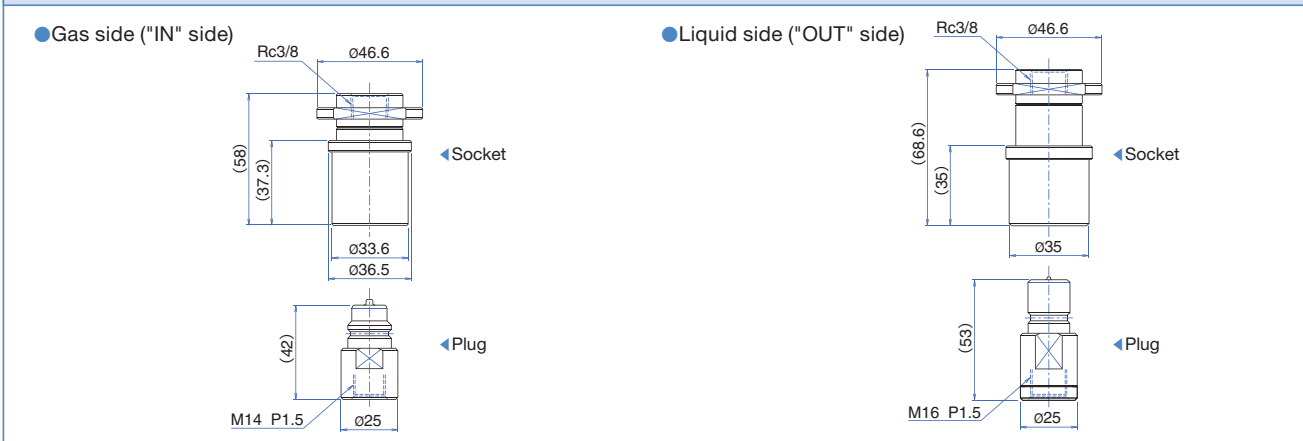 Gas side ("IN" side)
Rc3/8
Ø46.6
(58)
(37.3)
Socket
Ø33.6
Ø36.5
(42)
Plug
M14 P1.5
Ø25
Liquid side ("OUT" side)
Rc3/8
Ø46.6
(68.6)
(35)
Socket
Ø35
(53)
Plug
M16 P1.5
Ø25